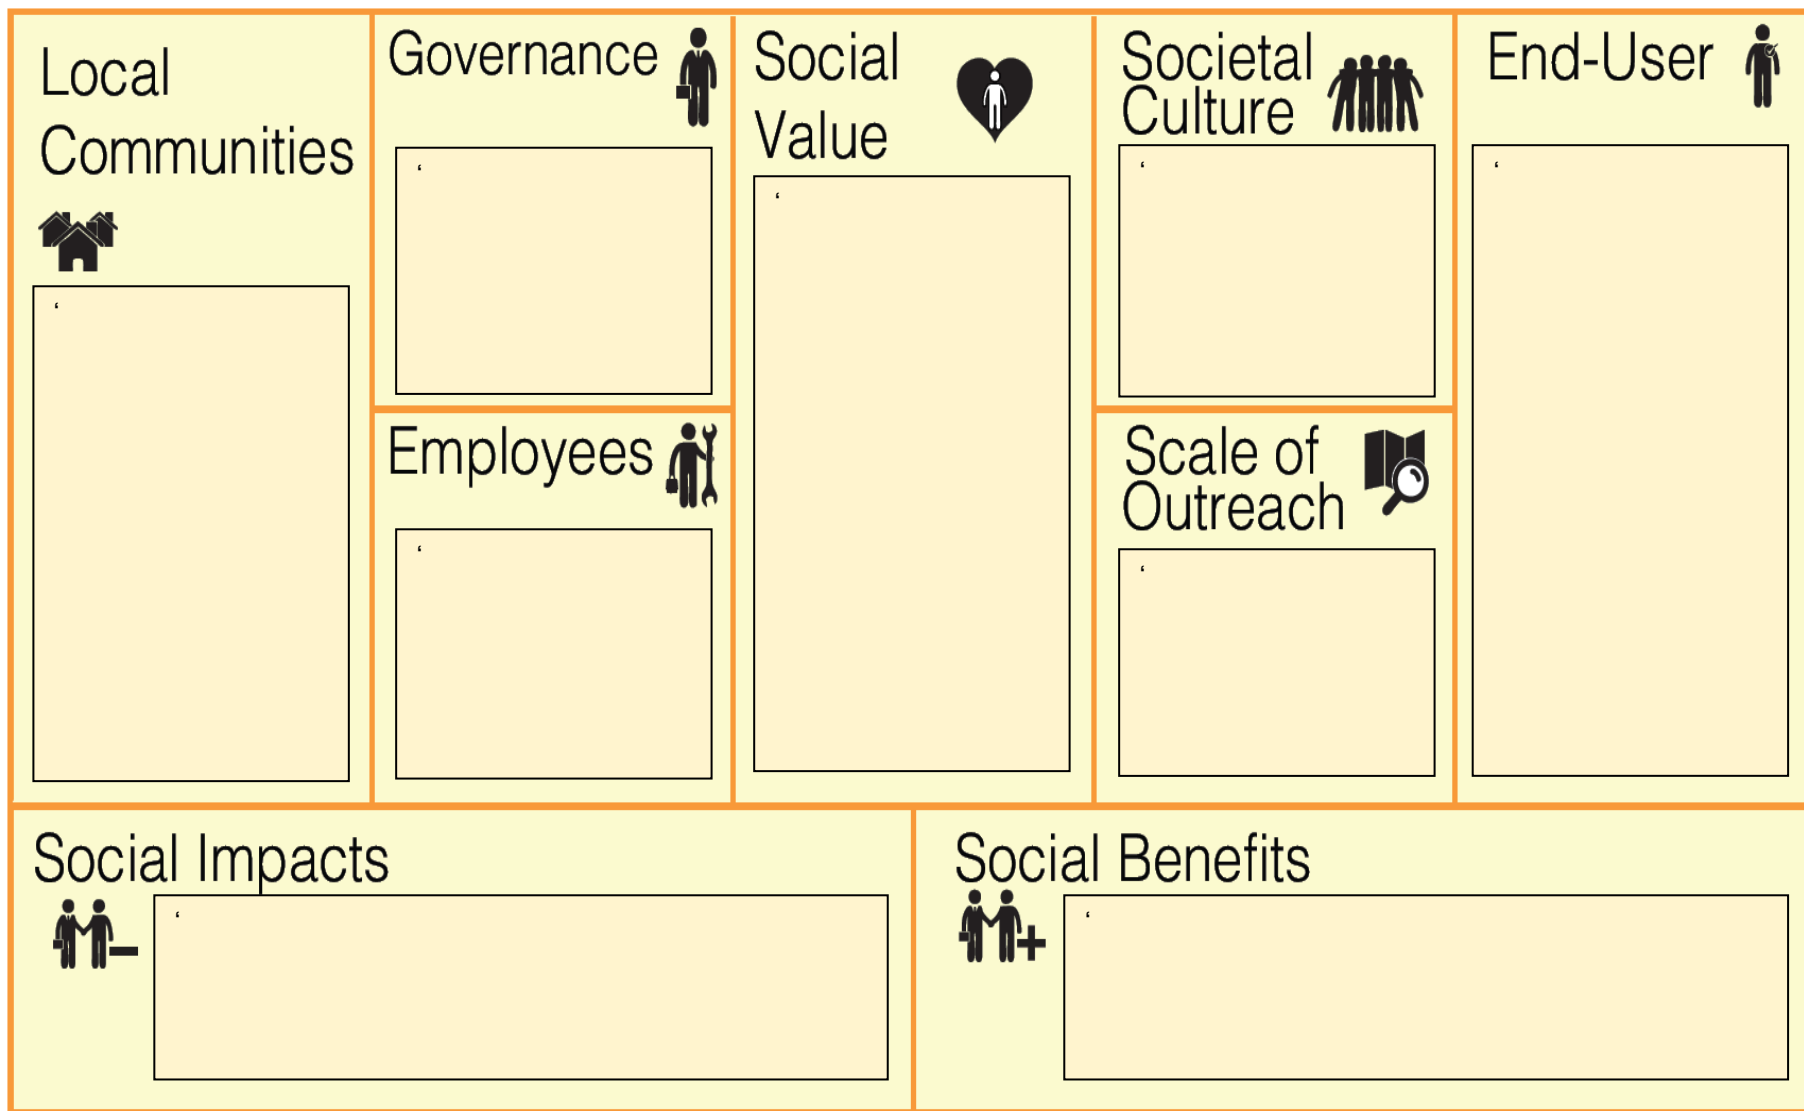 Local
Communities
‘
Governance
‘
Employees
‘
Social
Value
‘
Societal
Culture
‘
Scale of
Outreach
‘
End-User
‘
Social Impacts
‘
Social Benefits
‘